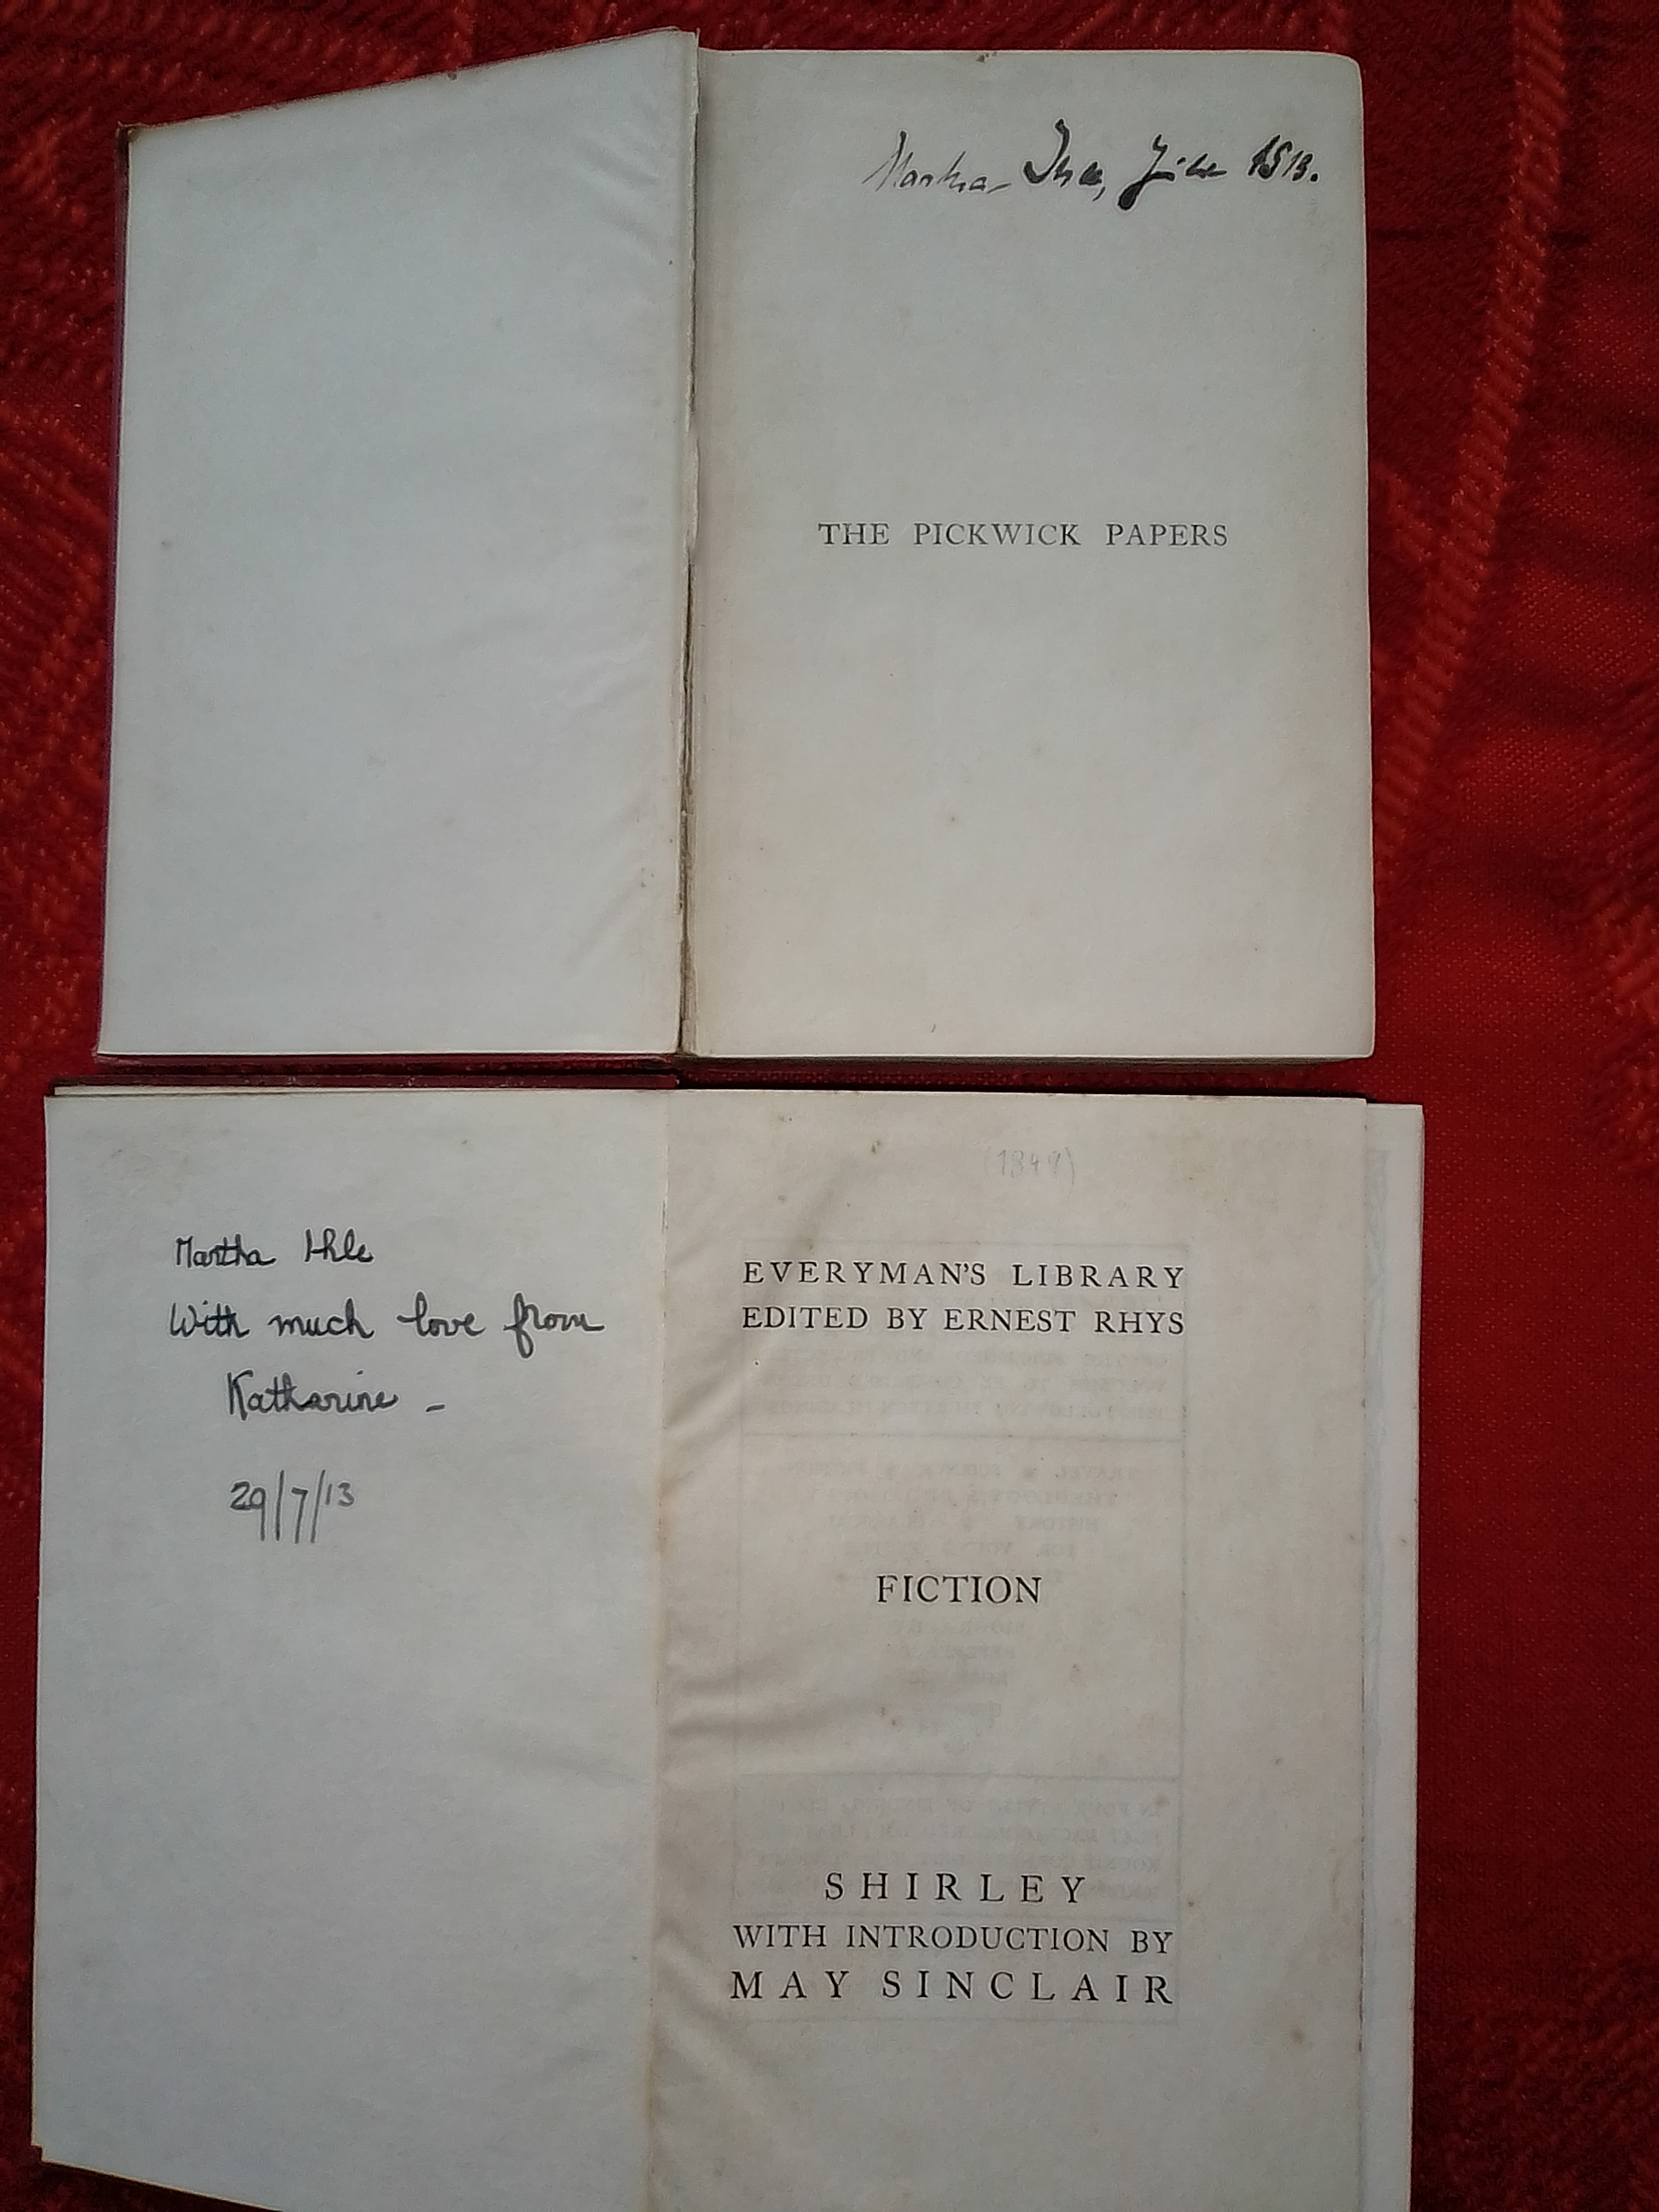 Martha Ihle, 1913.
THE PICKWICK PAPERS
Martha Ihle
With much love from
Katharine -
29/7/13
(1849)
EVERYMAN'S LIBRARY
EDITED BY ERNEST RHYS
FICTION
SHIRLEY
WITH INTRODUCTION BY
MAY SINCLAIR